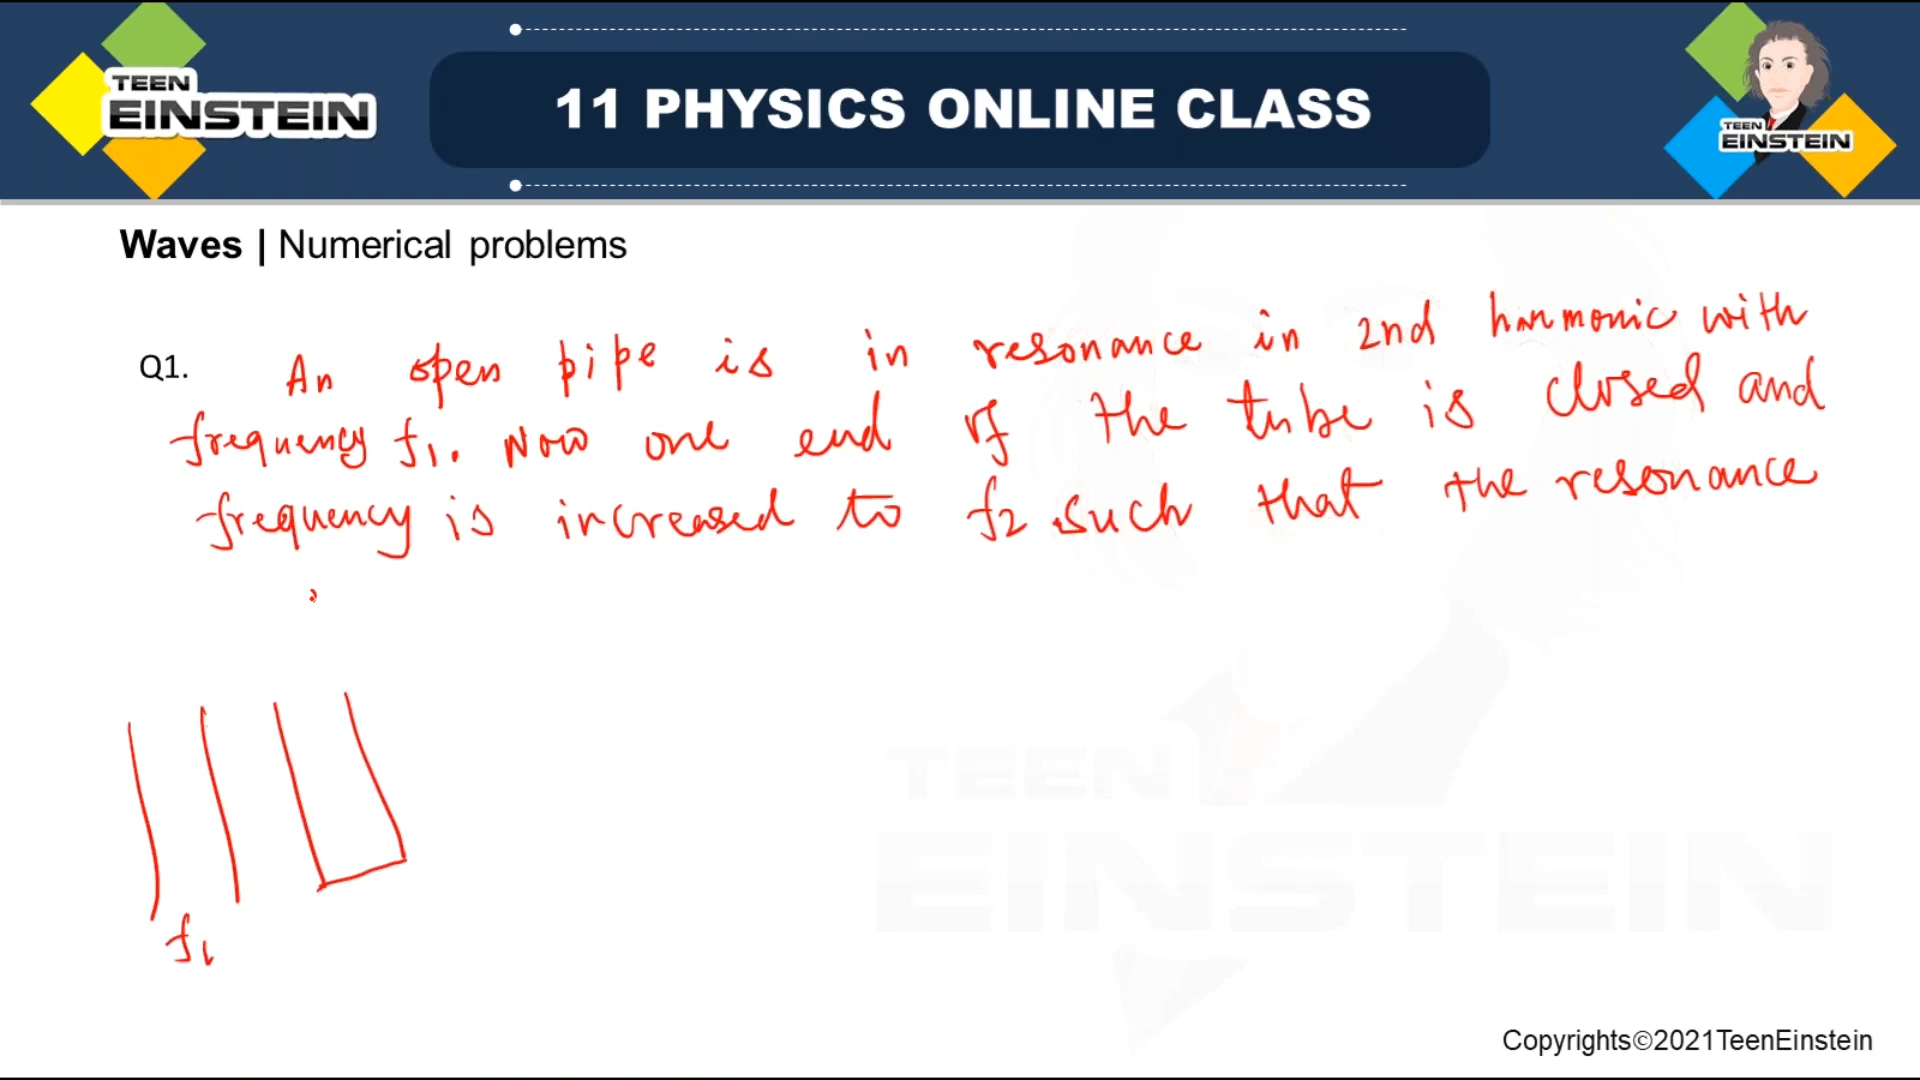 TEEN
EINSTEIN
11 PHYSICS ONLINE CLASS
TEEN
EINSTEIN
Waves | Numerical problems
Q1. An open pipe is in resonance in 2nd harmonic with
frequency f1. Now one end of the tube is closed and
frequency is increased to f2 such that the resonance
f1
TEEN
EINSTEIN
Copyrights©2021TeenEinstein